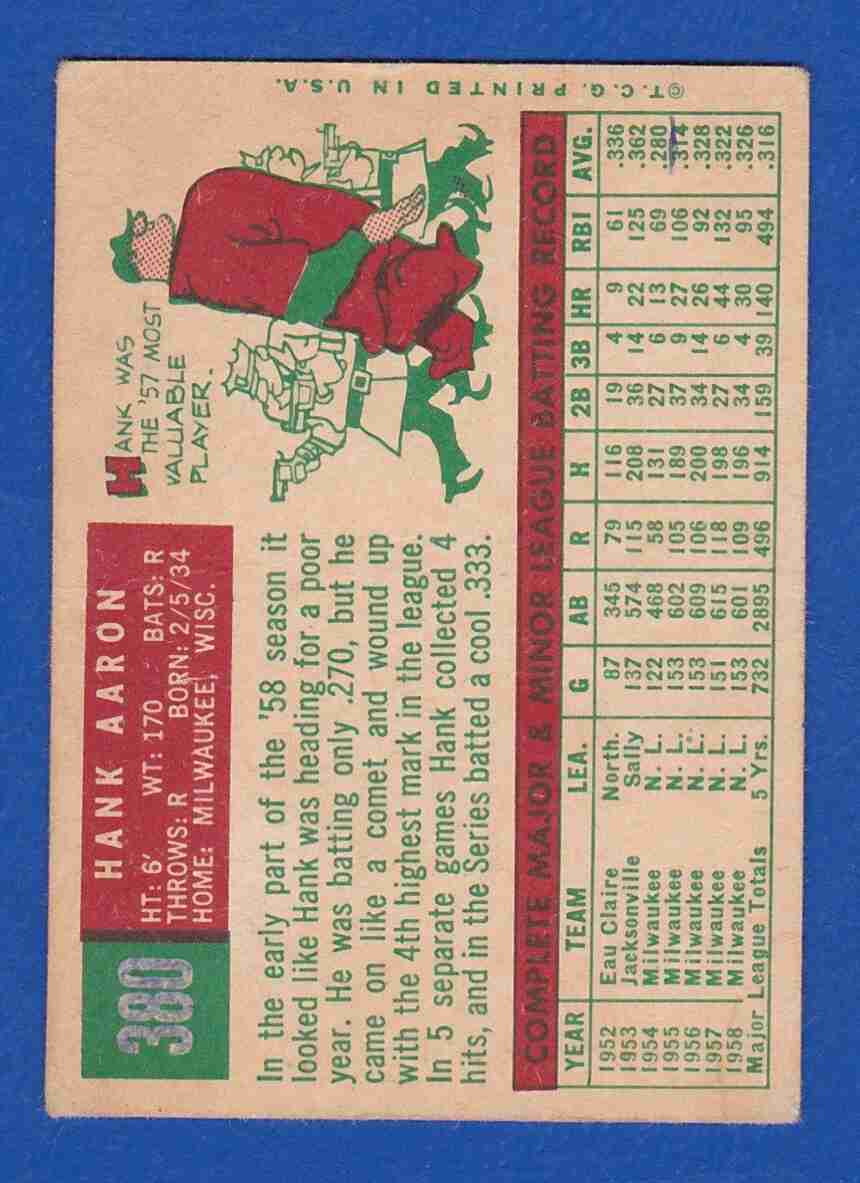 380
HANK AARON
HT: 6' WT: 170 BATS: R
THROWS: R BORN: 2/5/34
HOME: MILWAUKEE, WISC.
HANK WAS
THE '57 MOST
VALUABLE
PLAYER.
In the early part of the '58 season it
looked like Hank was heading for a poor
year. He was batting only .270, but he
came on like a comet and wound up
with the 4th highest mark in the league.
In 5 separate games Hank collected 4
hits, and in the Series batted a cool .333.
COMPLETE MAJOR & MINOR LEAGUE BATTING RECORD
YEAR TEAM LEA. G AB R H 2B 3B HR RBI AVG.
1952 Eau Claire North. 87 345 79 116 19 4 9 61 .336
1953 Jacksonville Sally 137 574 115 208 36 14 22 125 .362
1954 Milwaukee N. L. 122 468 58 131 27 6 13 69 .280
1955 Milwaukee N. L. 153 602 105 189 37 9 27 106 .314
1956 Milwaukee N. L. 153 609 106 200 34 14 26 92 .328
1957 Milwaukee N. L. 151 615 118 198 27 6 44 132 .322
1958 Milwaukee N. L. 153 601 109 196 34 4 30 95 .326
Major League Totals 5 Yrs. 732 2895 496 914 159 39 140 494 .316
©T.C.G. PRINTED IN U.S.A.